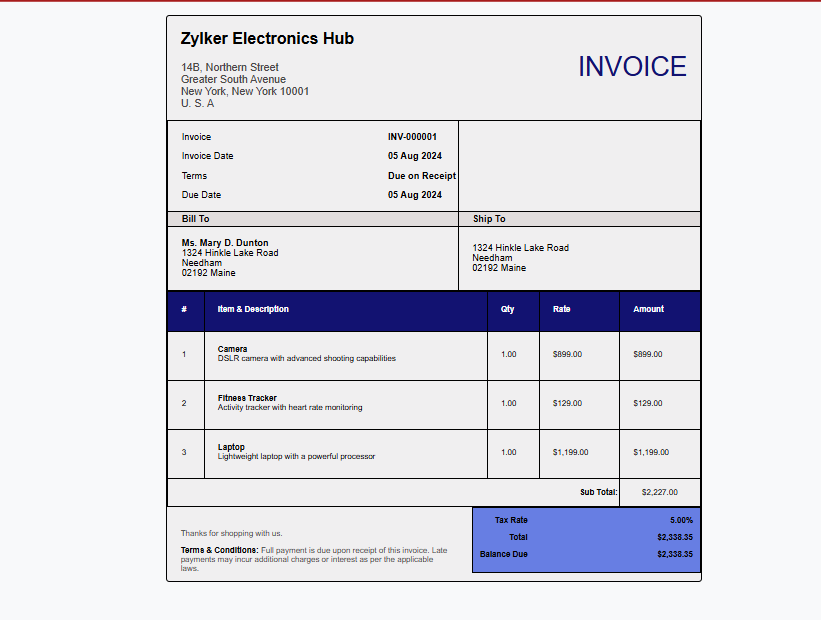 Zylker Electronics Hub
14B, Northern Street
Greater South Avenue
New York, New York 10001
U. S. A
INVOICE
Invoice INV-000001
Invoice Date 05 Aug 2024
Terms Due on Receipt
Due Date 05 Aug 2024
Bill To Ship To
Ms. Mary D. Dunton
1324 Hinkle Lake Road
Needham
02192 Maine
1324 Hinkle Lake Road
Needham
02192 Maine
# Item & Description Qty Rate Amount
1 Camera 1.00 $899.00 $899.00
DSLR camera with advanced shooting capabilities
2 Fitness Tracker 1.00 $129.00 $129.00
Activity tracker with heart rate monitoring
3 Laptop 1.00 $1,199.00 $1,199.00
Lightweight laptop with a powerful processor
Sub Total: $2,227.00
Tax Rate 5.00%
Total $2,338.35
Balance Due $2,338.35
Thanks for shopping with us.
Terms & Conditions: Full payment is due upon receipt of this invoice. Late
payments may incur additional charges or interest as per the applicable
laws.